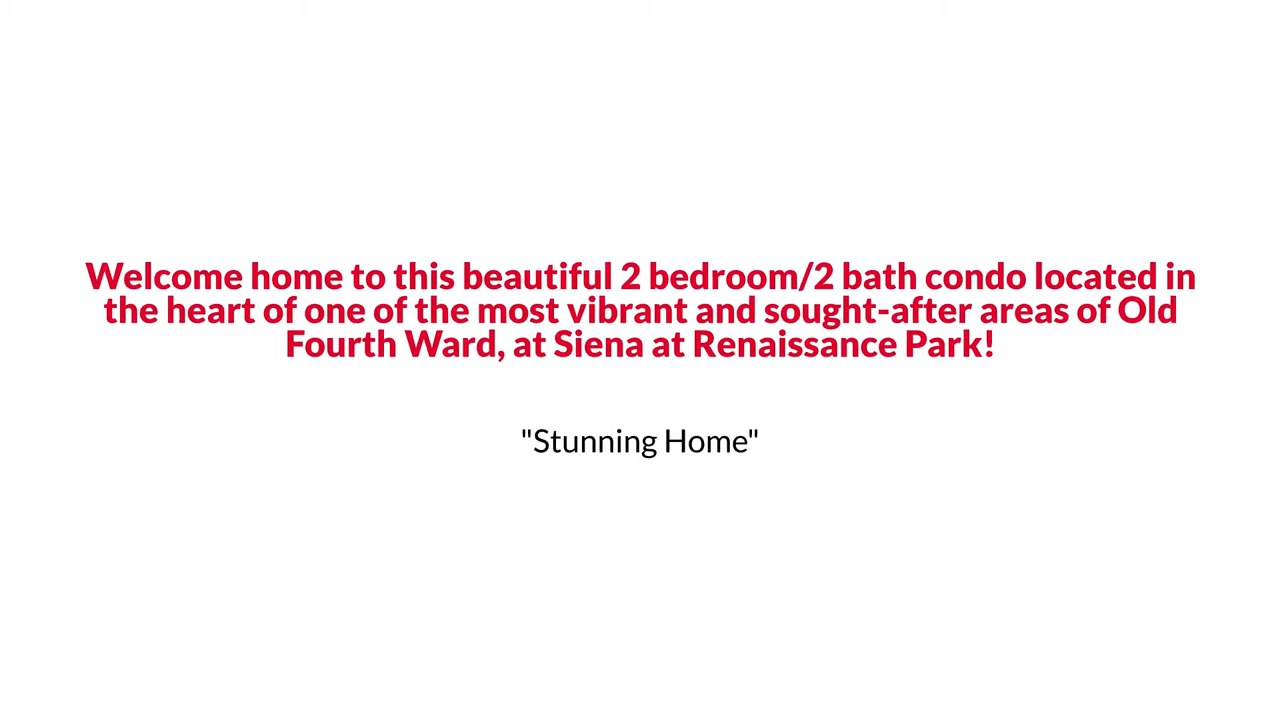 Welcome home to this beautiful 2 bedroom/2 bath condo located in
the heart of one of the most vibrant and sought-after areas of Old
Fourth Ward, at Siena at Renaissance Park!
"Stunning Home"